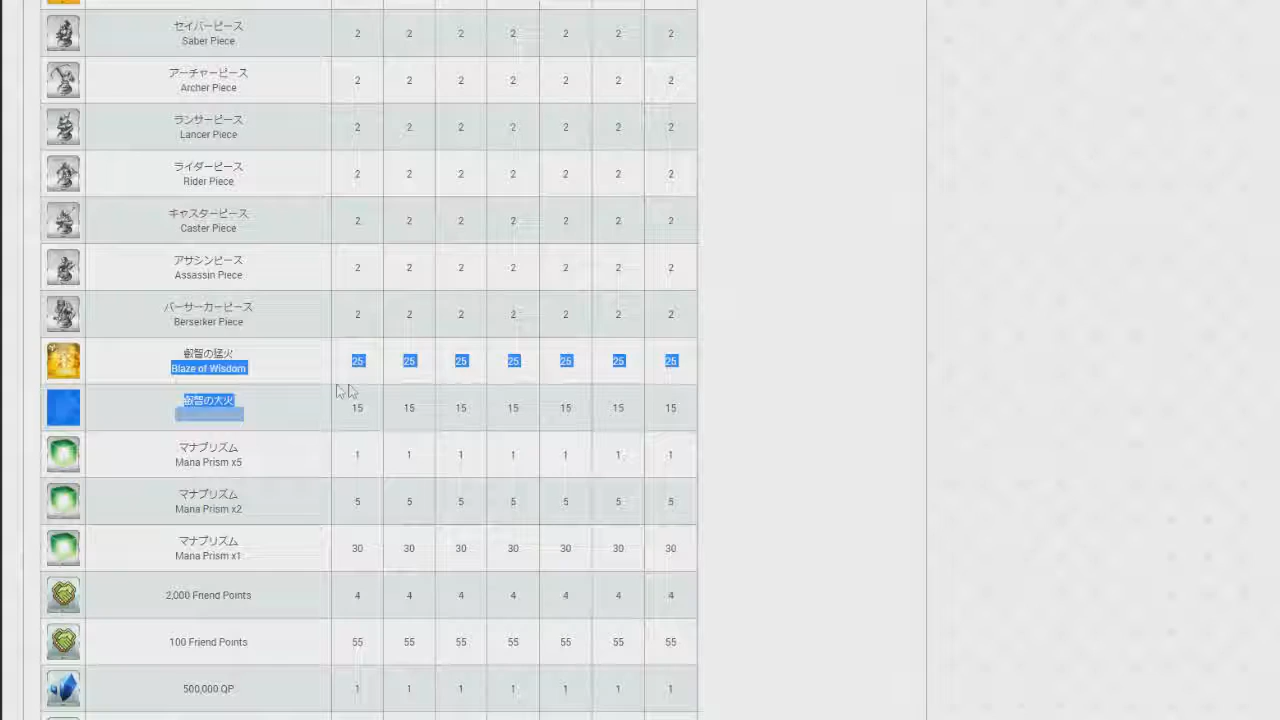 セイバーピース
Saber Piece
2 2 2 2 2 2 2
アーチャーピース
Archer Piece
2 2 2 2 2 2 2
ランサーピース
Lancer Piece
2 2 2 2 2 2 2
ライダーピース
Rider Piece
2 2 2 2 2 2 2
キャスターピース
Caster Piece
2 2 2 2 2 2 2
アサシンピース
Assassin Piece
2 2 2 2 2 2 2
バーサーカーピース
Berserker Piece
2 2 2 2 2 2 2
叡智の猛火
Blaze of Wisdom
25 25 25 25 25 25 25
叡智の大火
15 15 15 15 15 15 15
マナプリズム
Mana Prism x5
1 1 1 1 1 1 1
マナプリズム
Mana Prism x2
5 5 5 5 5 5 5
マナプリズム
Mana Prism x1
30 30 30 30 30 30 30
2,000 Friend Points
4 4 4 4 4 4 4
100 Friend Points
55 55 55 55 55 55 55
500,000 QP
1 1 1 1 1 1 1